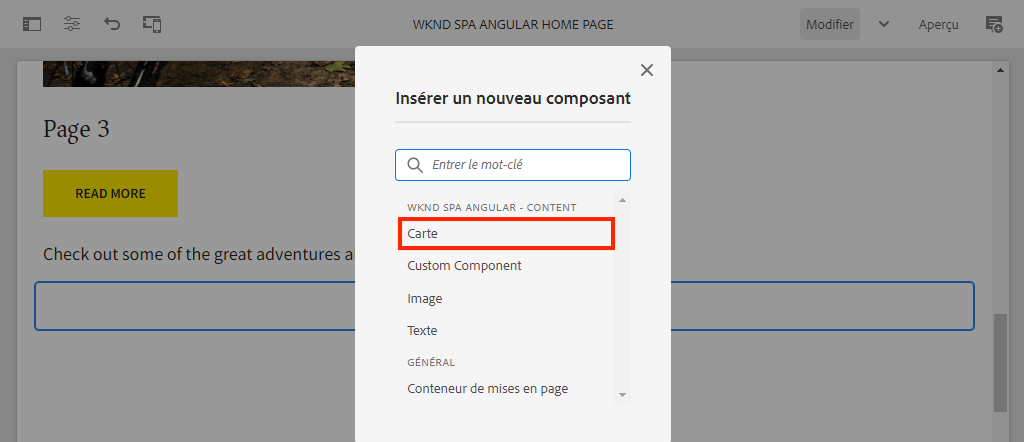 WKND SPA ANGULAR HOME PAGE
Modifier
Aperçu
Insérer un nouveau composant
Entrer le mot-clé
WKND SPA ANGULAR - CONTENT
Carte
Custom Component
Image
Texte
GÉNÉRAL
Conteneur de mises en page
Page 3
READ MORE
Check out some of the great adventures a